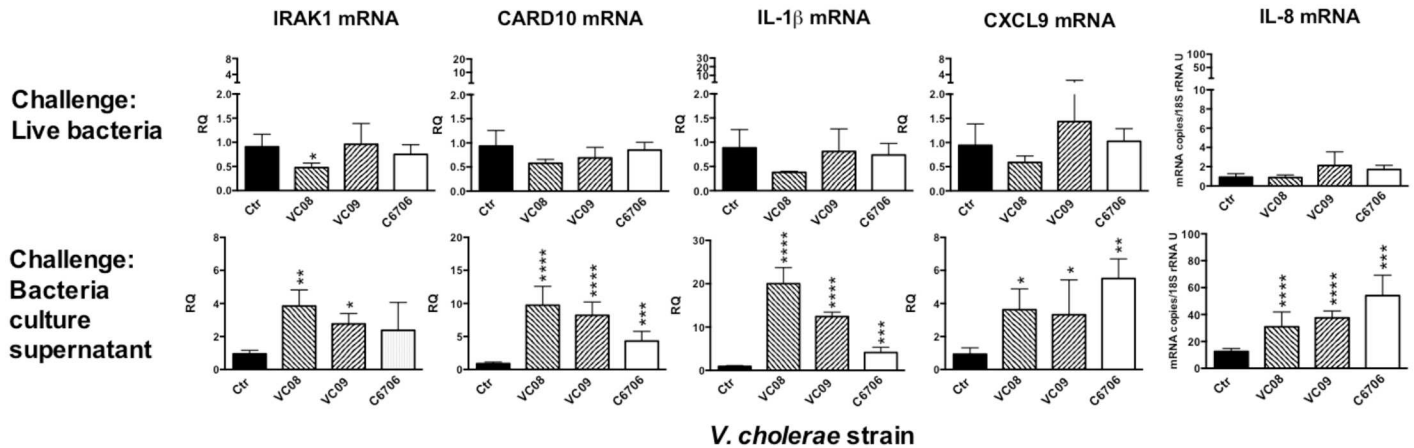 IRAK1 mRNA
CARD10 mRNA
IL-1β mRNA
CXCL9 mRNA
IL-8 mRNA
Challenge:
Live bacteria
RQ
8
4
2.0
1.5
1.0
0.5
0.0
*
Ctr
VC08
VC09
C6706
RQ
20
10
2.0
1.5
1.0
0.5
0.0
Ctr
VC08
VC09
C6706
RQ
30
20
10
2.0
1.5
1.0
0.5
0.0
Ctr
VC08
VC09
C6706
RQ
8
4
2.0
1.5
1.0
0.5
0.0
Ctr
VC08
VC09
C6706
mRNA copies/18S rRNA U
100
50
10
8
6
4
2
0
Ctr
VC08
VC09
C6706
Challenge:
Bacteria
culture
supernatant
RQ
8
6
4
2
0
**
*
Ctr
VC08
VC09
C6706
RQ
20
15
10
5
0
****
****
***
Ctr
VC08
VC09
C6706
RQ
30
20
10
0
****
****
***
Ctr
VC08
VC09
C6706
RQ
8
6
4
2
0
*
*
**
Ctr
VC08
VC09
C6706
mRNA copies/18S rRNA U
100
80
60
40
20
0
****
****
***
Ctr
VC08
VC09
C6706
V. cholerae strain